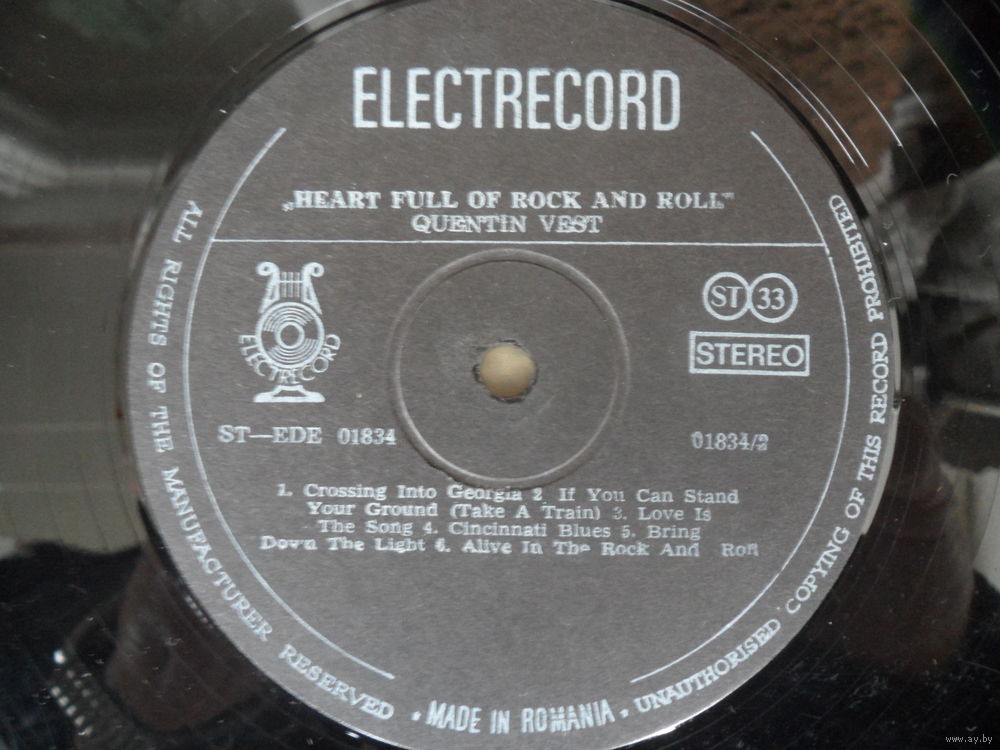 ELECTRECORD
„HEART FULL OF ROCK AND ROLL”
QUENTIN VEST
ELECTRECORD
ST 33
STEREO
ST—EDE 01834
01834/2
1. Crossing Into Georgia 2. If You Can Stand
Your Ground (Take A Train) 3. Love Is
The Song 4. Cincinnati Blues 5. Bring
Down The Light 6. Alive In The Rock And Roll
ALL RIGHTS OF THE MANUFACTURER RESERVED • MADE IN ROMANIA • UNAUTHORISED COPYING OF THIS RECORD PROHIBITED
www.ay.by